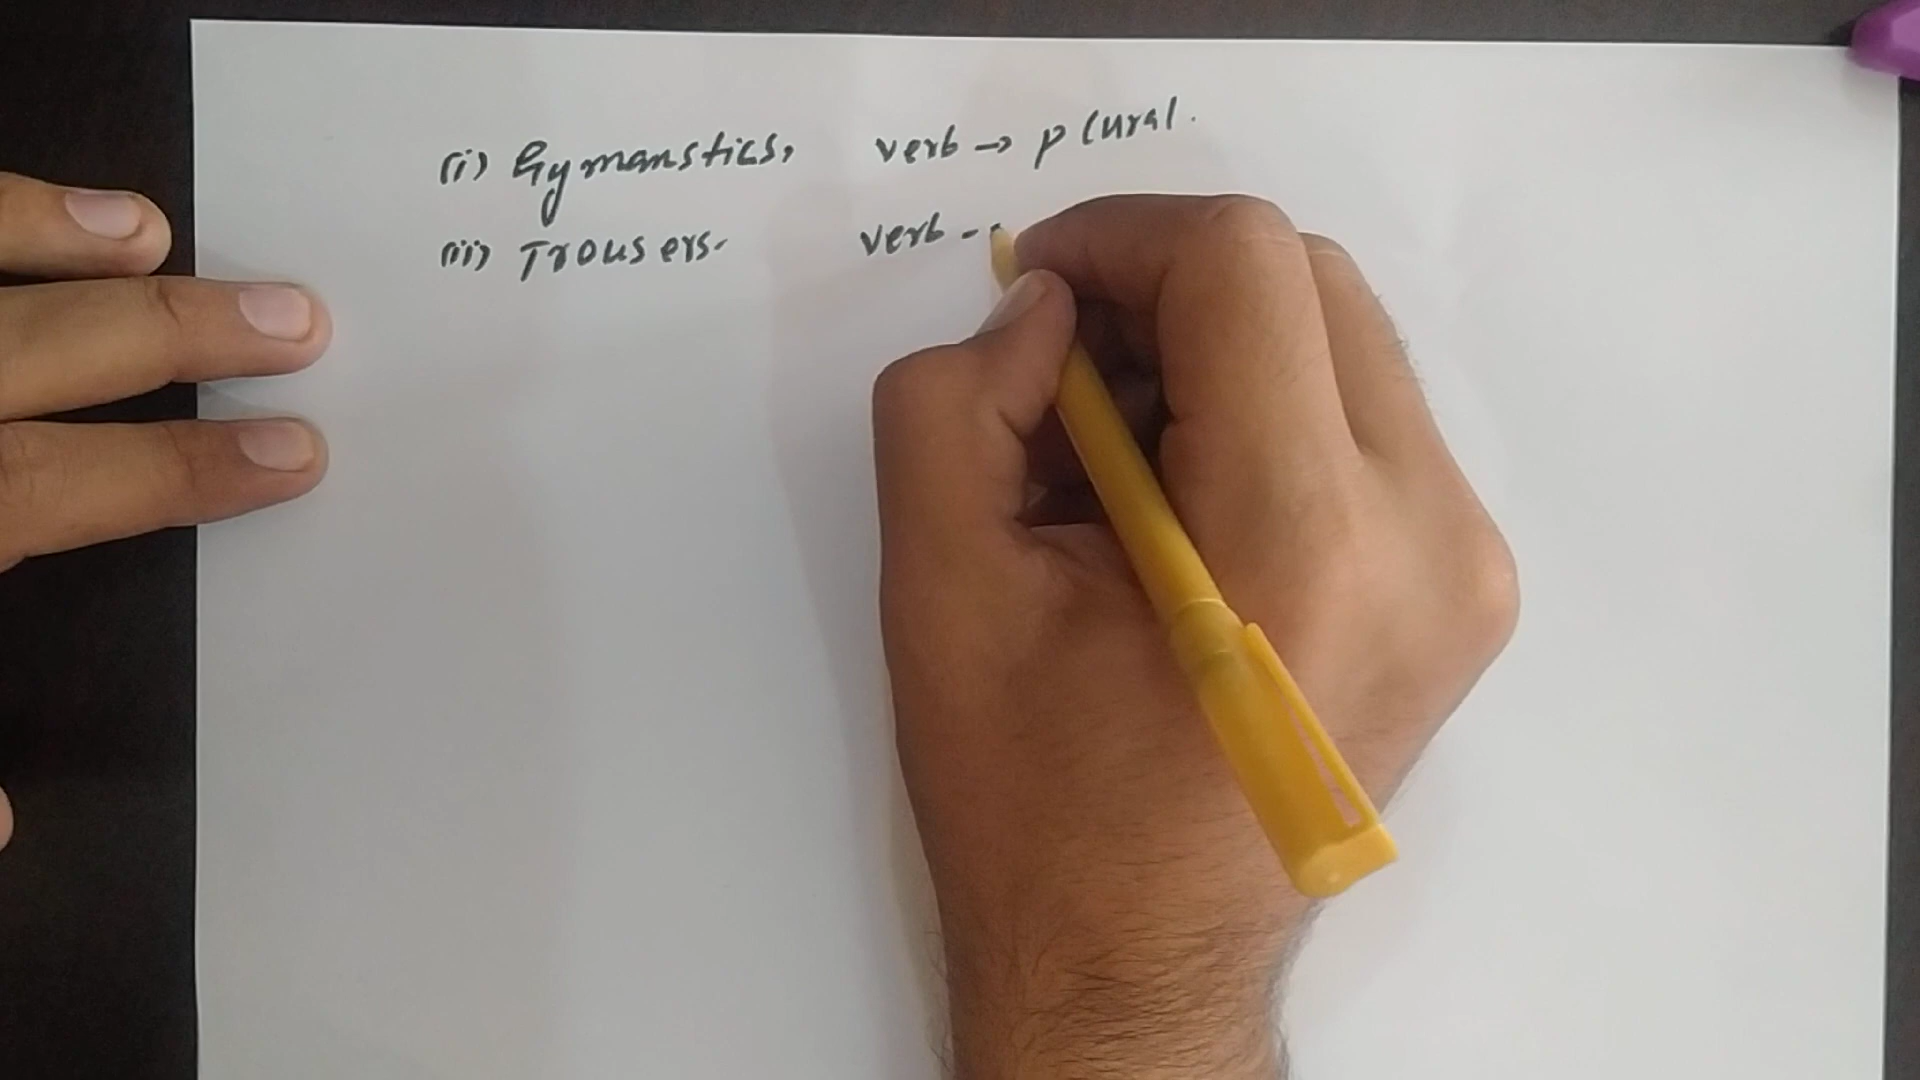 (i) Gymanstics, verb → plural.
(ii) Trousers. verb -